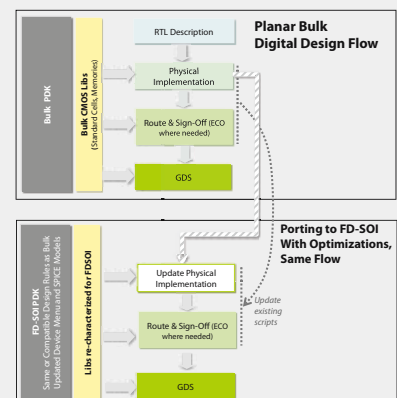 Planar Bulk
Digital Design Flow
Bulk PDK
Bulk CMOS Libs
(Standard Cells, Memories)
RTL Description
Physical
Implementation
Route & Sign-Off (ECO
where needed)
GDS
Porting to FD-SOI
With Optimizations,
Same Flow
FD-SOI PDK
Same or Compatible Design Rules as Bulk
Updated Device Menu and SPICE Models
Libs re-characterized for FDSOI
Update Physical
Implementation
Update
existing
scripts
Route & Sign-Off (ECO
where needed)
GDS